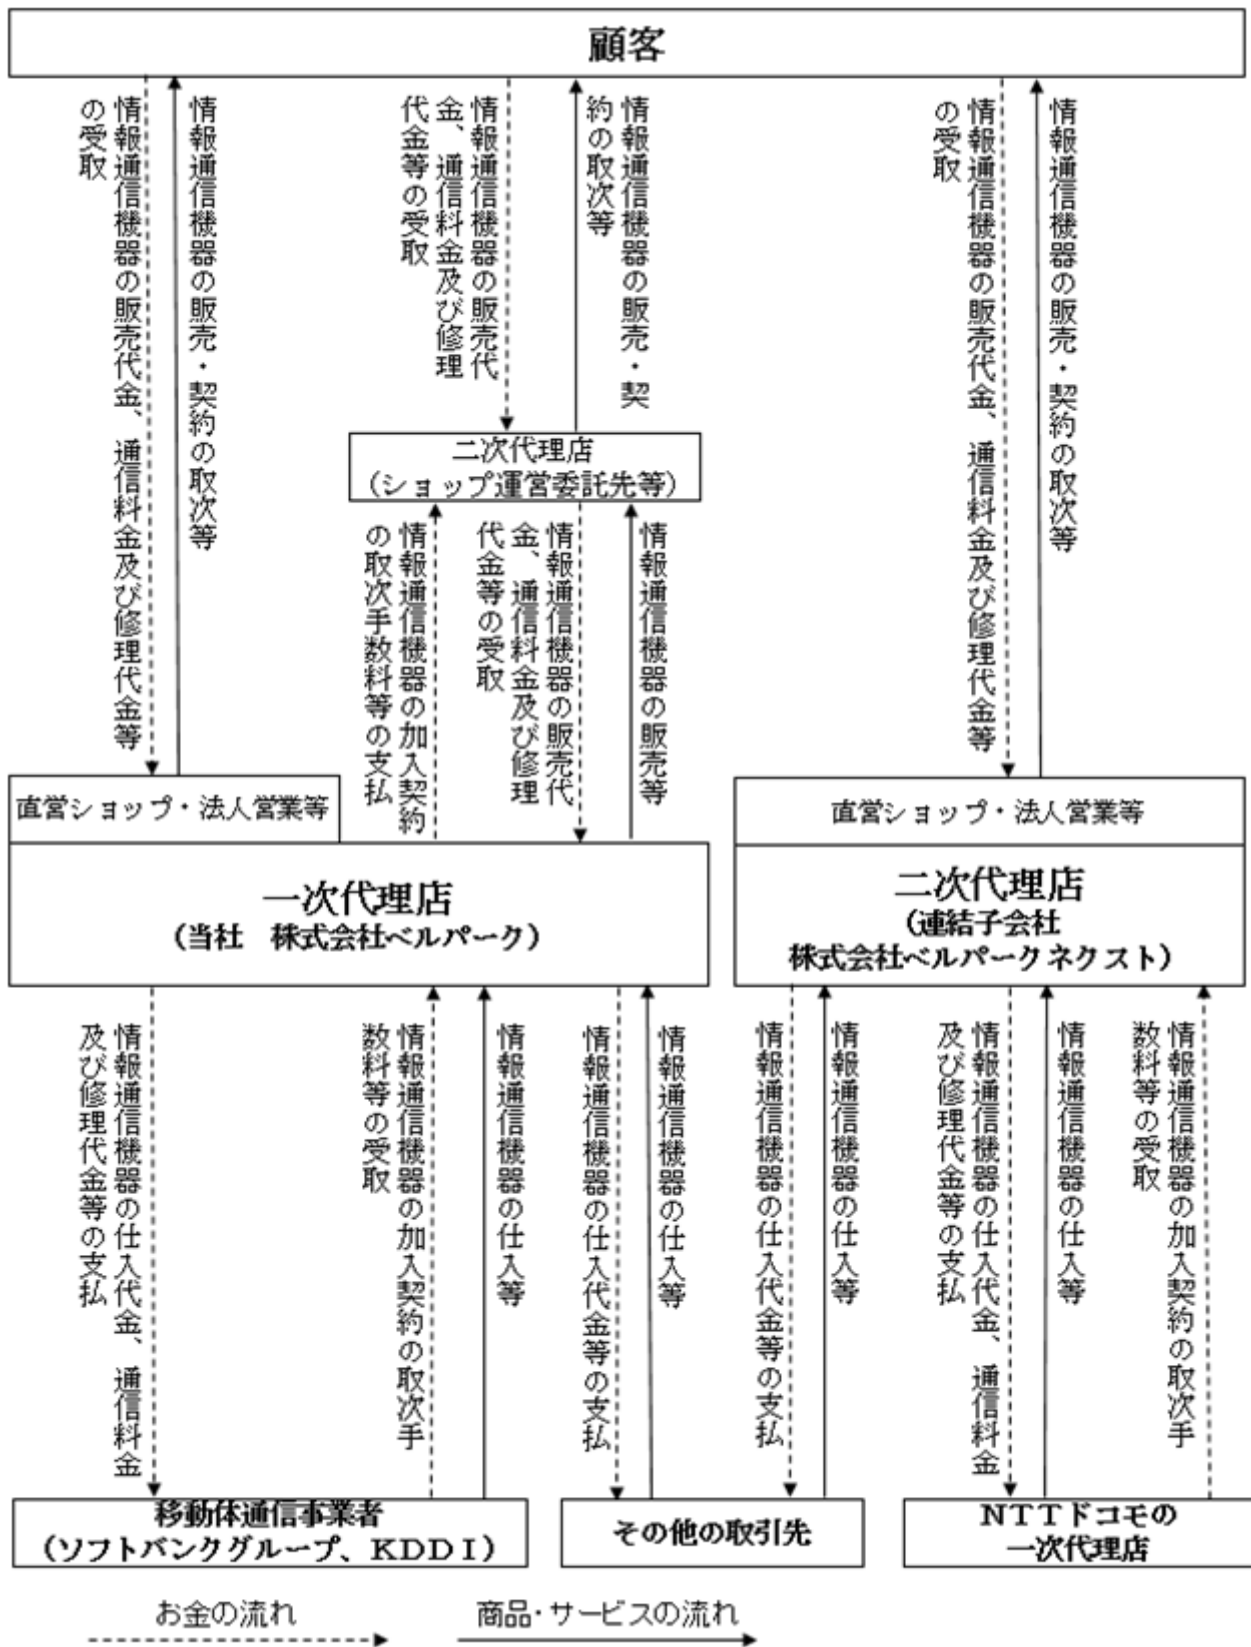 顧客
情報通信機器の販売代金、通信料金及び修理代金等
の受取
情報通信機器の販売・契約の取次等
情報通信機器の販売代
金、通信料金及び修理
代金等の受取
情報通信機器の販売・契
約の取次等
情報通信機器の販売代金、通信料金及び修理代金等
の受取
情報通信機器の販売・契約の取次等
二次代理店
（ショップ運営委託先等）
情報通信機器の加入契約
の取次手数料等の支払
情報通信機器の販売代
金、通信料金及び修理
代金等の受取
情報通信機器の販売等
直営ショップ・法人営業等
一次代理店
（当社　株式会社ベルパーク）
直営ショップ・法人営業等
二次代理店
（連結子会社
株式会社ベルパークネクスト）
情報通信機器の仕入代金、通信料金
及び修理代金等の支払
情報通信機器の加入契約の取次手
数料等の受取
情報通信機器の仕入等
情報通信機器の仕入代金等の支払
情報通信機器の仕入等
情報通信機器の仕入代金等の支払
情報通信機器の仕入等
情報通信機器の仕入代金、通信料金
及び修理代金等の支払
情報通信機器の仕入等
情報通信機器の加入契約の取次手
数料等の受取
移動体通信事業者
（ソフトバンクグループ、ＫＤＤＩ）
その他の取引先
ＮＴＴドコモの
一次代理店
お金の流れ
商品・サービスの流れ